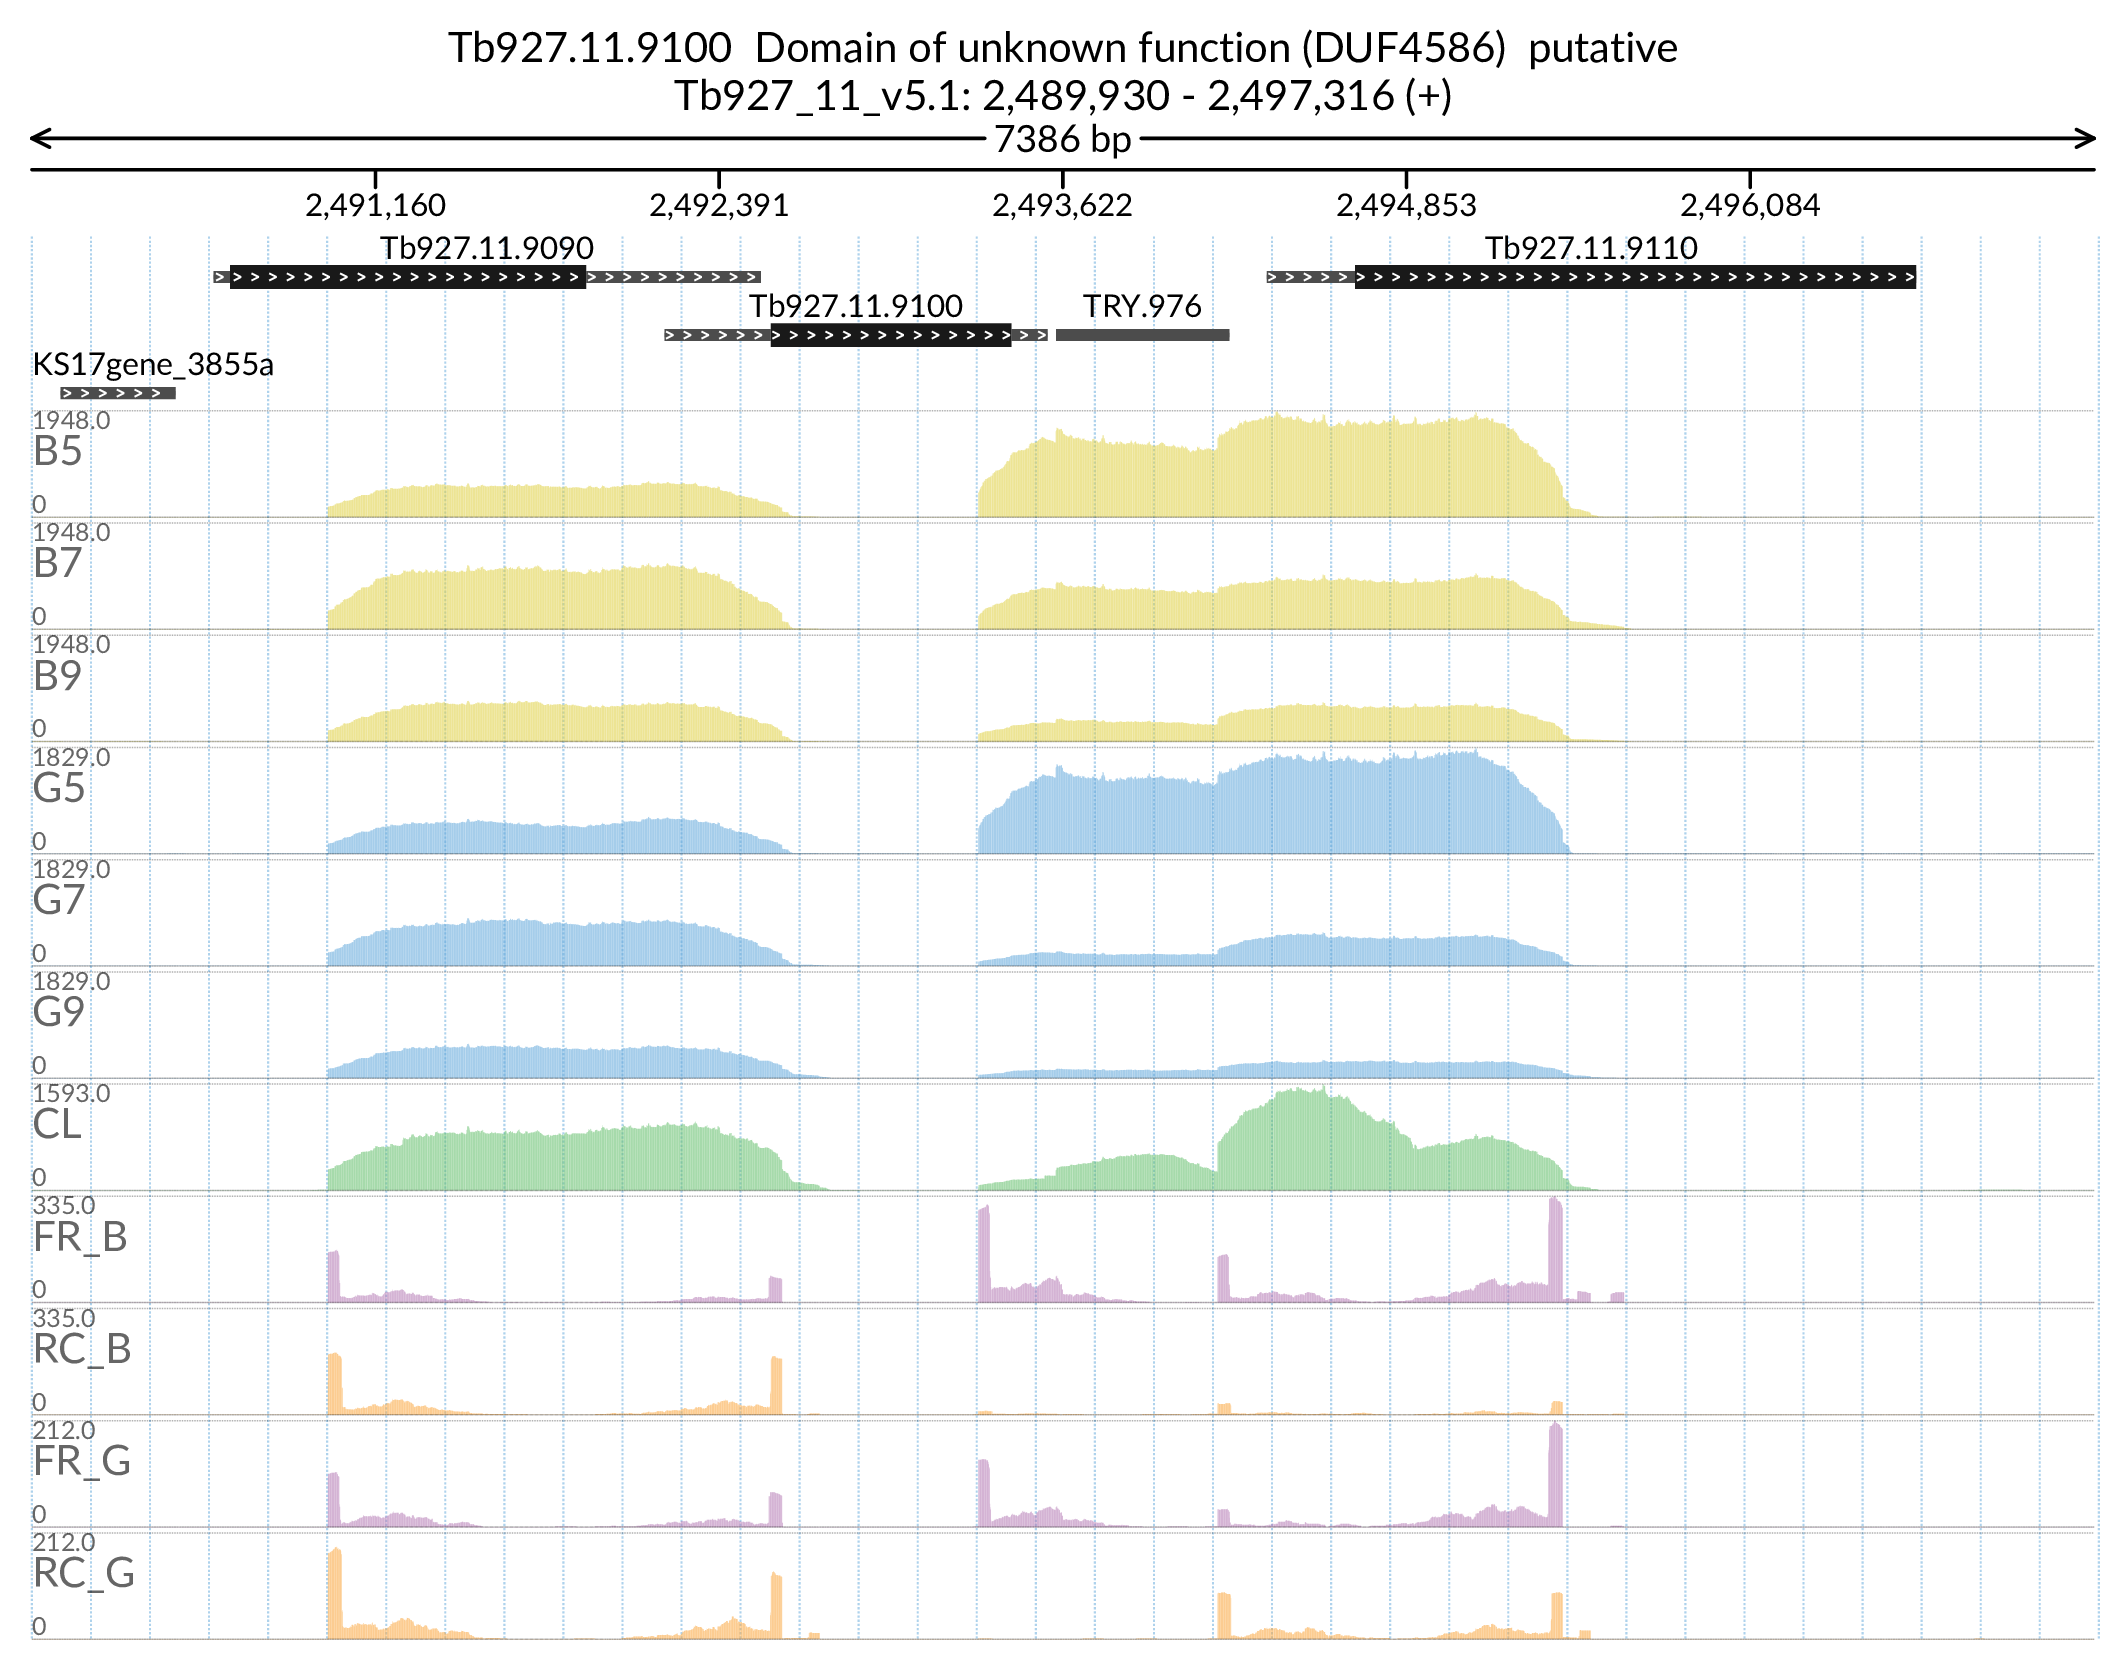 Tb927.11.9100  Domain of unknown function (DUF4586)  putative
Tb927_11_v5.1: 2,489,930 - 2,497,316 (+)
7386 bp
2,491,160 2,492,391 2,493,622 2,494,853 2,496,084
Tb927.11.9090 Tb927.11.9110
Tb927.11.9100 TRY.976
KS17gene_3855a
1948.0
B5
0
1948.0
B7
0
1948.0
B9
0
1829.0
G5
0
1829.0
G7
0
1829.0
G9
0
1593.0
CL
0
335.0
FR_B
0
335.0
RC_B
0
212.0
FR_G
0
212.0
RC_G
0